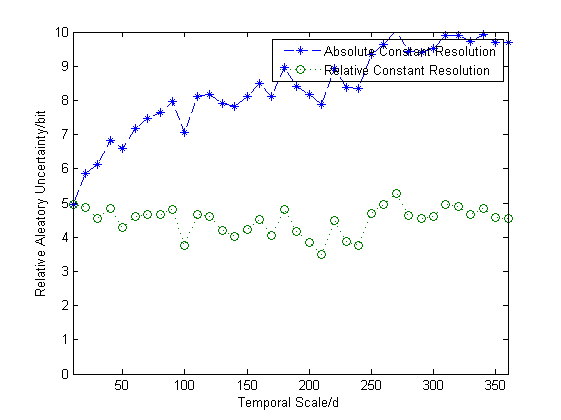 10
9
8
7
6
5
4
3
2
1
0
Relative Aleatory Uncertainty/bit
Absolute Constant Resolution
Relative Constant Resolution
50 100 150 200 250 300 350
Temporal Scale/d